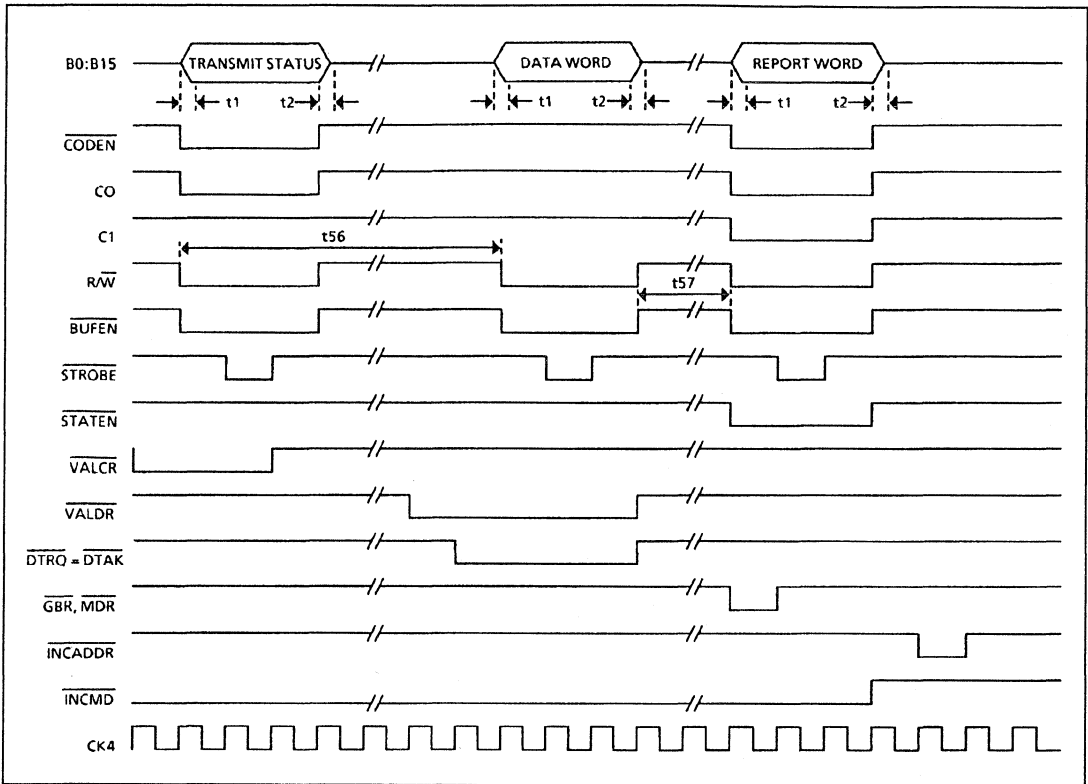 B0:B15 TRANSMIT STATUS DATA WORD REPORT WORD
t1 t2 t1 t2 t1 t2
CODEN
CO
C1
t56
R/W
t57
BUFEN
STROBE
STATEN
VALCR
VALDR
DTRQ = DTAK
GBR, MDR
INCADDR
INCMD
CK4